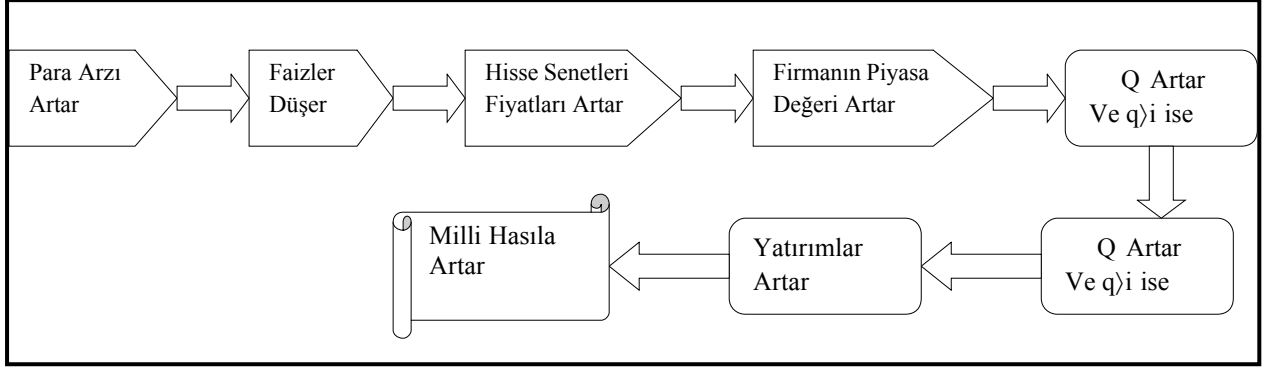 Para Arzı
Artar
Faizler
Düşer
Hisse Senetleri
Fiyatları Artar
Firmanın Piyasa
Değeri Artar
Q Artar
Ve q〉i ise
Milli Hasıla
Artar
Yatırımlar
Artar
Q Artar
Ve q〉i ise